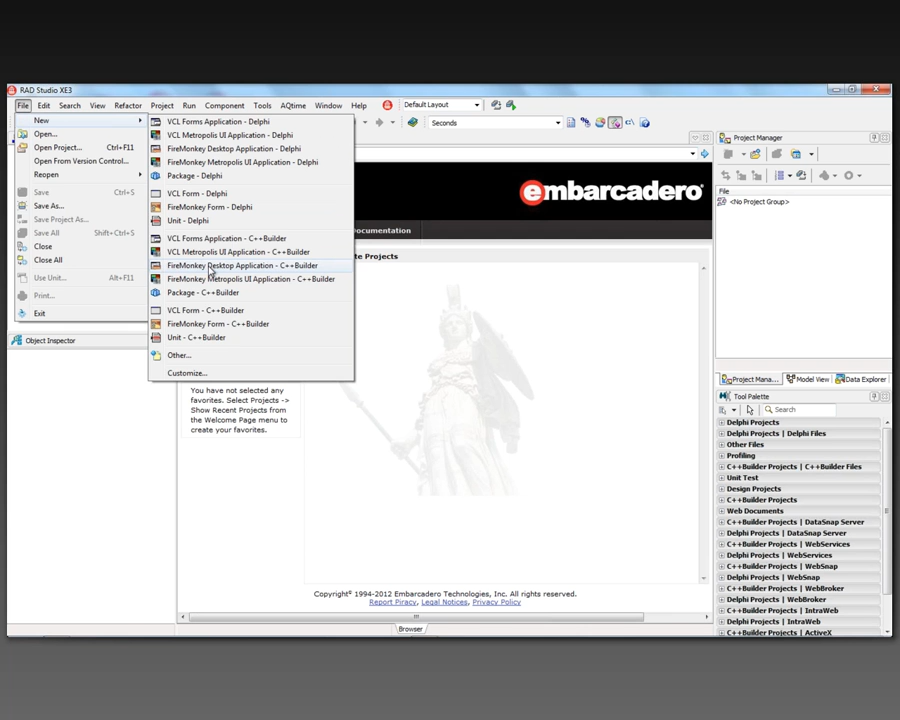 RAD Studio XE3
File Edit Search View Refactor Project Run Component Tools AQtime Window Help
Default Layout
New
Open...
Open Project... Ctrl+F11
Open From Version Control...
Reopen
Save Ctrl+S
Save As...
Save Project As...
Save All Shift+Ctrl+S
Close
Close All
Use Unit... Alt+F11
Print...
Exit
VCL Forms Application - Delphi
VCL Metropolis UI Application - Delphi
FireMonkey Desktop Application - Delphi
FireMonkey Metropolis UI Application - Delphi
Package - Delphi
VCL Form - Delphi
FireMonkey Form - Delphi
Unit - Delphi
VCL Forms Application - C++Builder
VCL Metropolis UI Application - C++Builder
FireMonkey Desktop Application - C++Builder
FireMonkey Metropolis UI Application - C++Builder
Package - C++Builder
VCL Form - C++Builder
FireMonkey Form - C++Builder
Unit - C++Builder
Other...
Customize...
Seconds
Object Inspector
embarcadero
Projects
You have not selected any
favorites. Select Projects ->
Show Recent Projects from
the Welcome Page menu to
create your favorites.
Copyright© 1994-2012 Embarcadero Technologies, Inc. All rights reserved.
Report Piracy, Legal Notices, Privacy Policy
Browser
Project Manager
File
<No Project Group>
Project Mana... Model View Data Explorer
Tool Palette
Search
Delphi Projects
Delphi Projects | Delphi Files
Other Files
Profiling
C++Builder Projects | C++Builder Files
Unit Test
Design Projects
C++Builder Projects
Web Documents
C++Builder Projects | DataSnap Server
Delphi Projects | DataSnap Server
C++Builder Projects | WebServices
Delphi Projects | WebServices
C++Builder Projects | WebSnap
Delphi Projects | WebSnap
C++Builder Projects | WebBroker
Delphi Projects | WebBroker
C++Builder Projects | IntraWeb
Delphi Projects | IntraWeb
C++Builder Projects | ActiveX